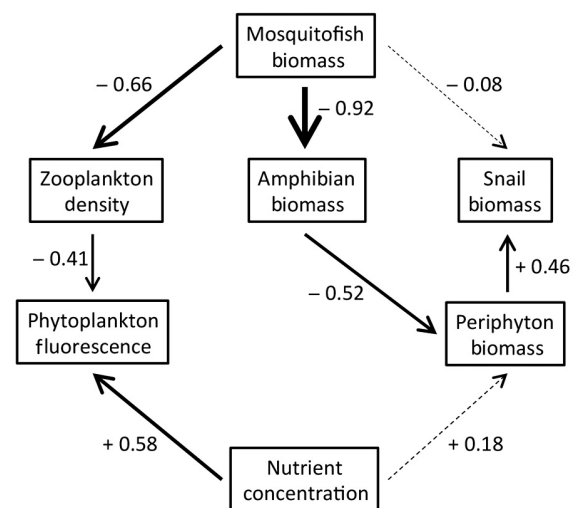 Mosquitofish
biomass
– 0.66
– 0.92
– 0.08
Zooplankton
density
Amphibian
biomass
Snail
biomass
– 0.41
– 0.52
+ 0.46
Phytoplankton
fluorescence
Periphyton
biomass
+ 0.58
+ 0.18
Nutrient
concentration